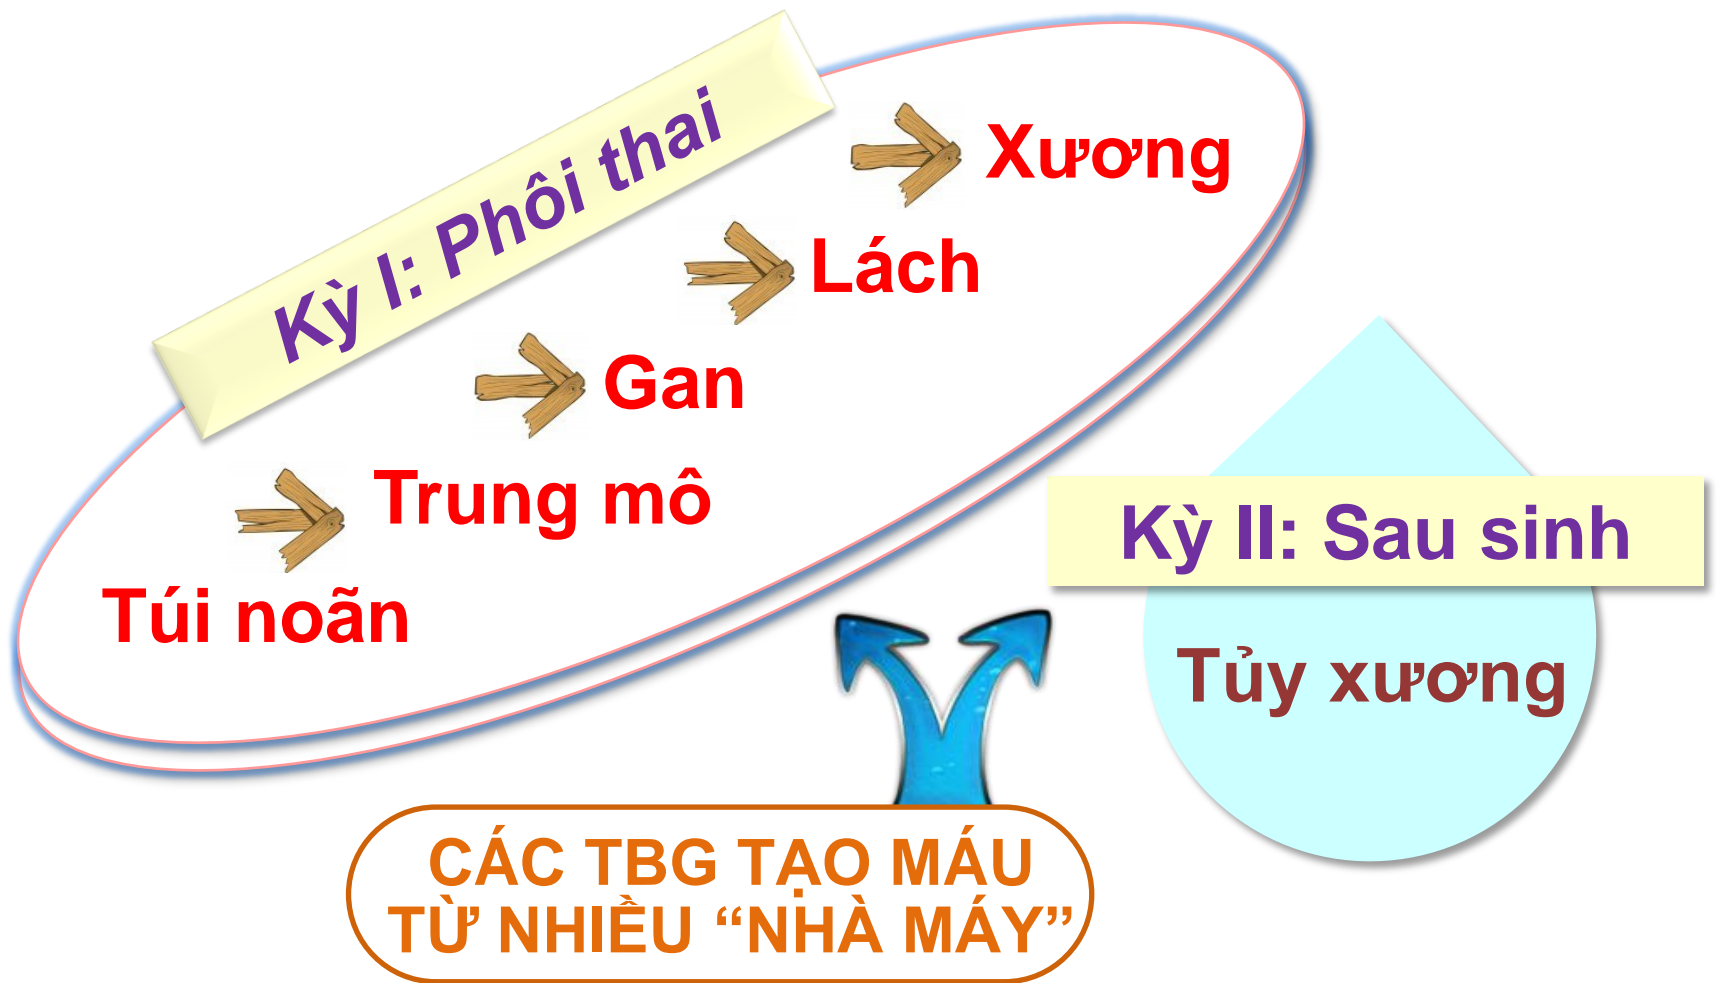 Kỳ I: Phôi thai
Xương
Lách
Gan
Trung mô
Túi noãn
Kỳ II: Sau sinh
Tủy xương
CÁC TBG TẠO MÁU
TỪ NHIỀU “NHÀ MÁY”